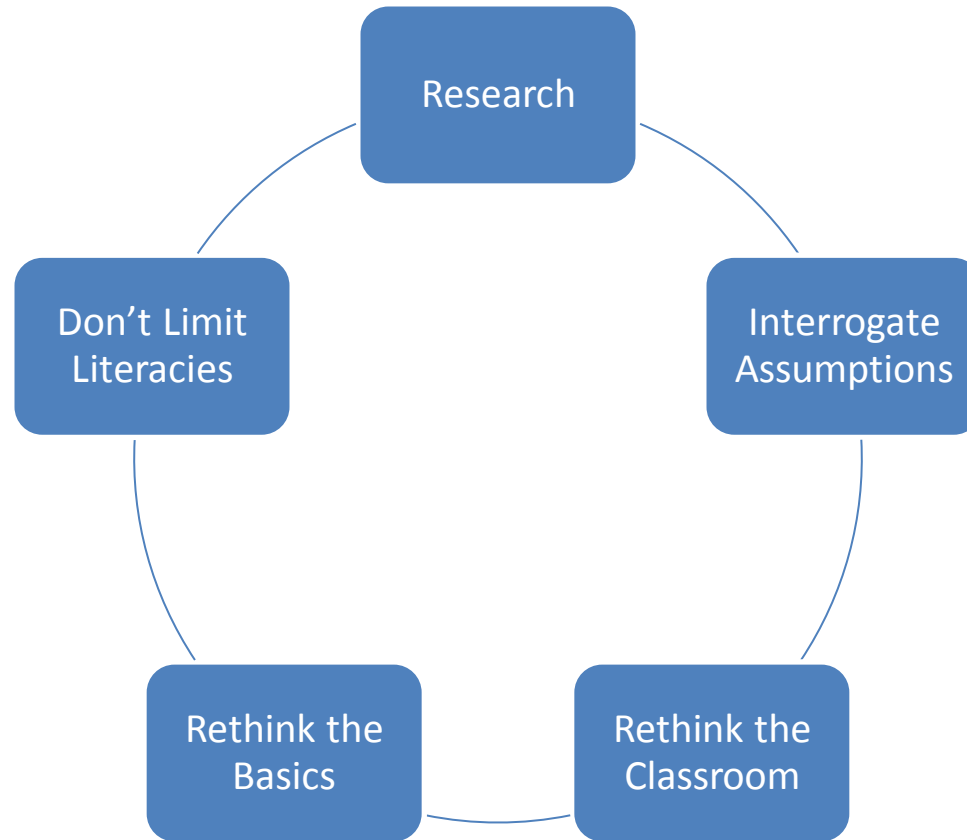 Research
Don’t Limit
Literacies
Interrogate
Assumptions
Rethink the
Basics
Rethink the
Classroom